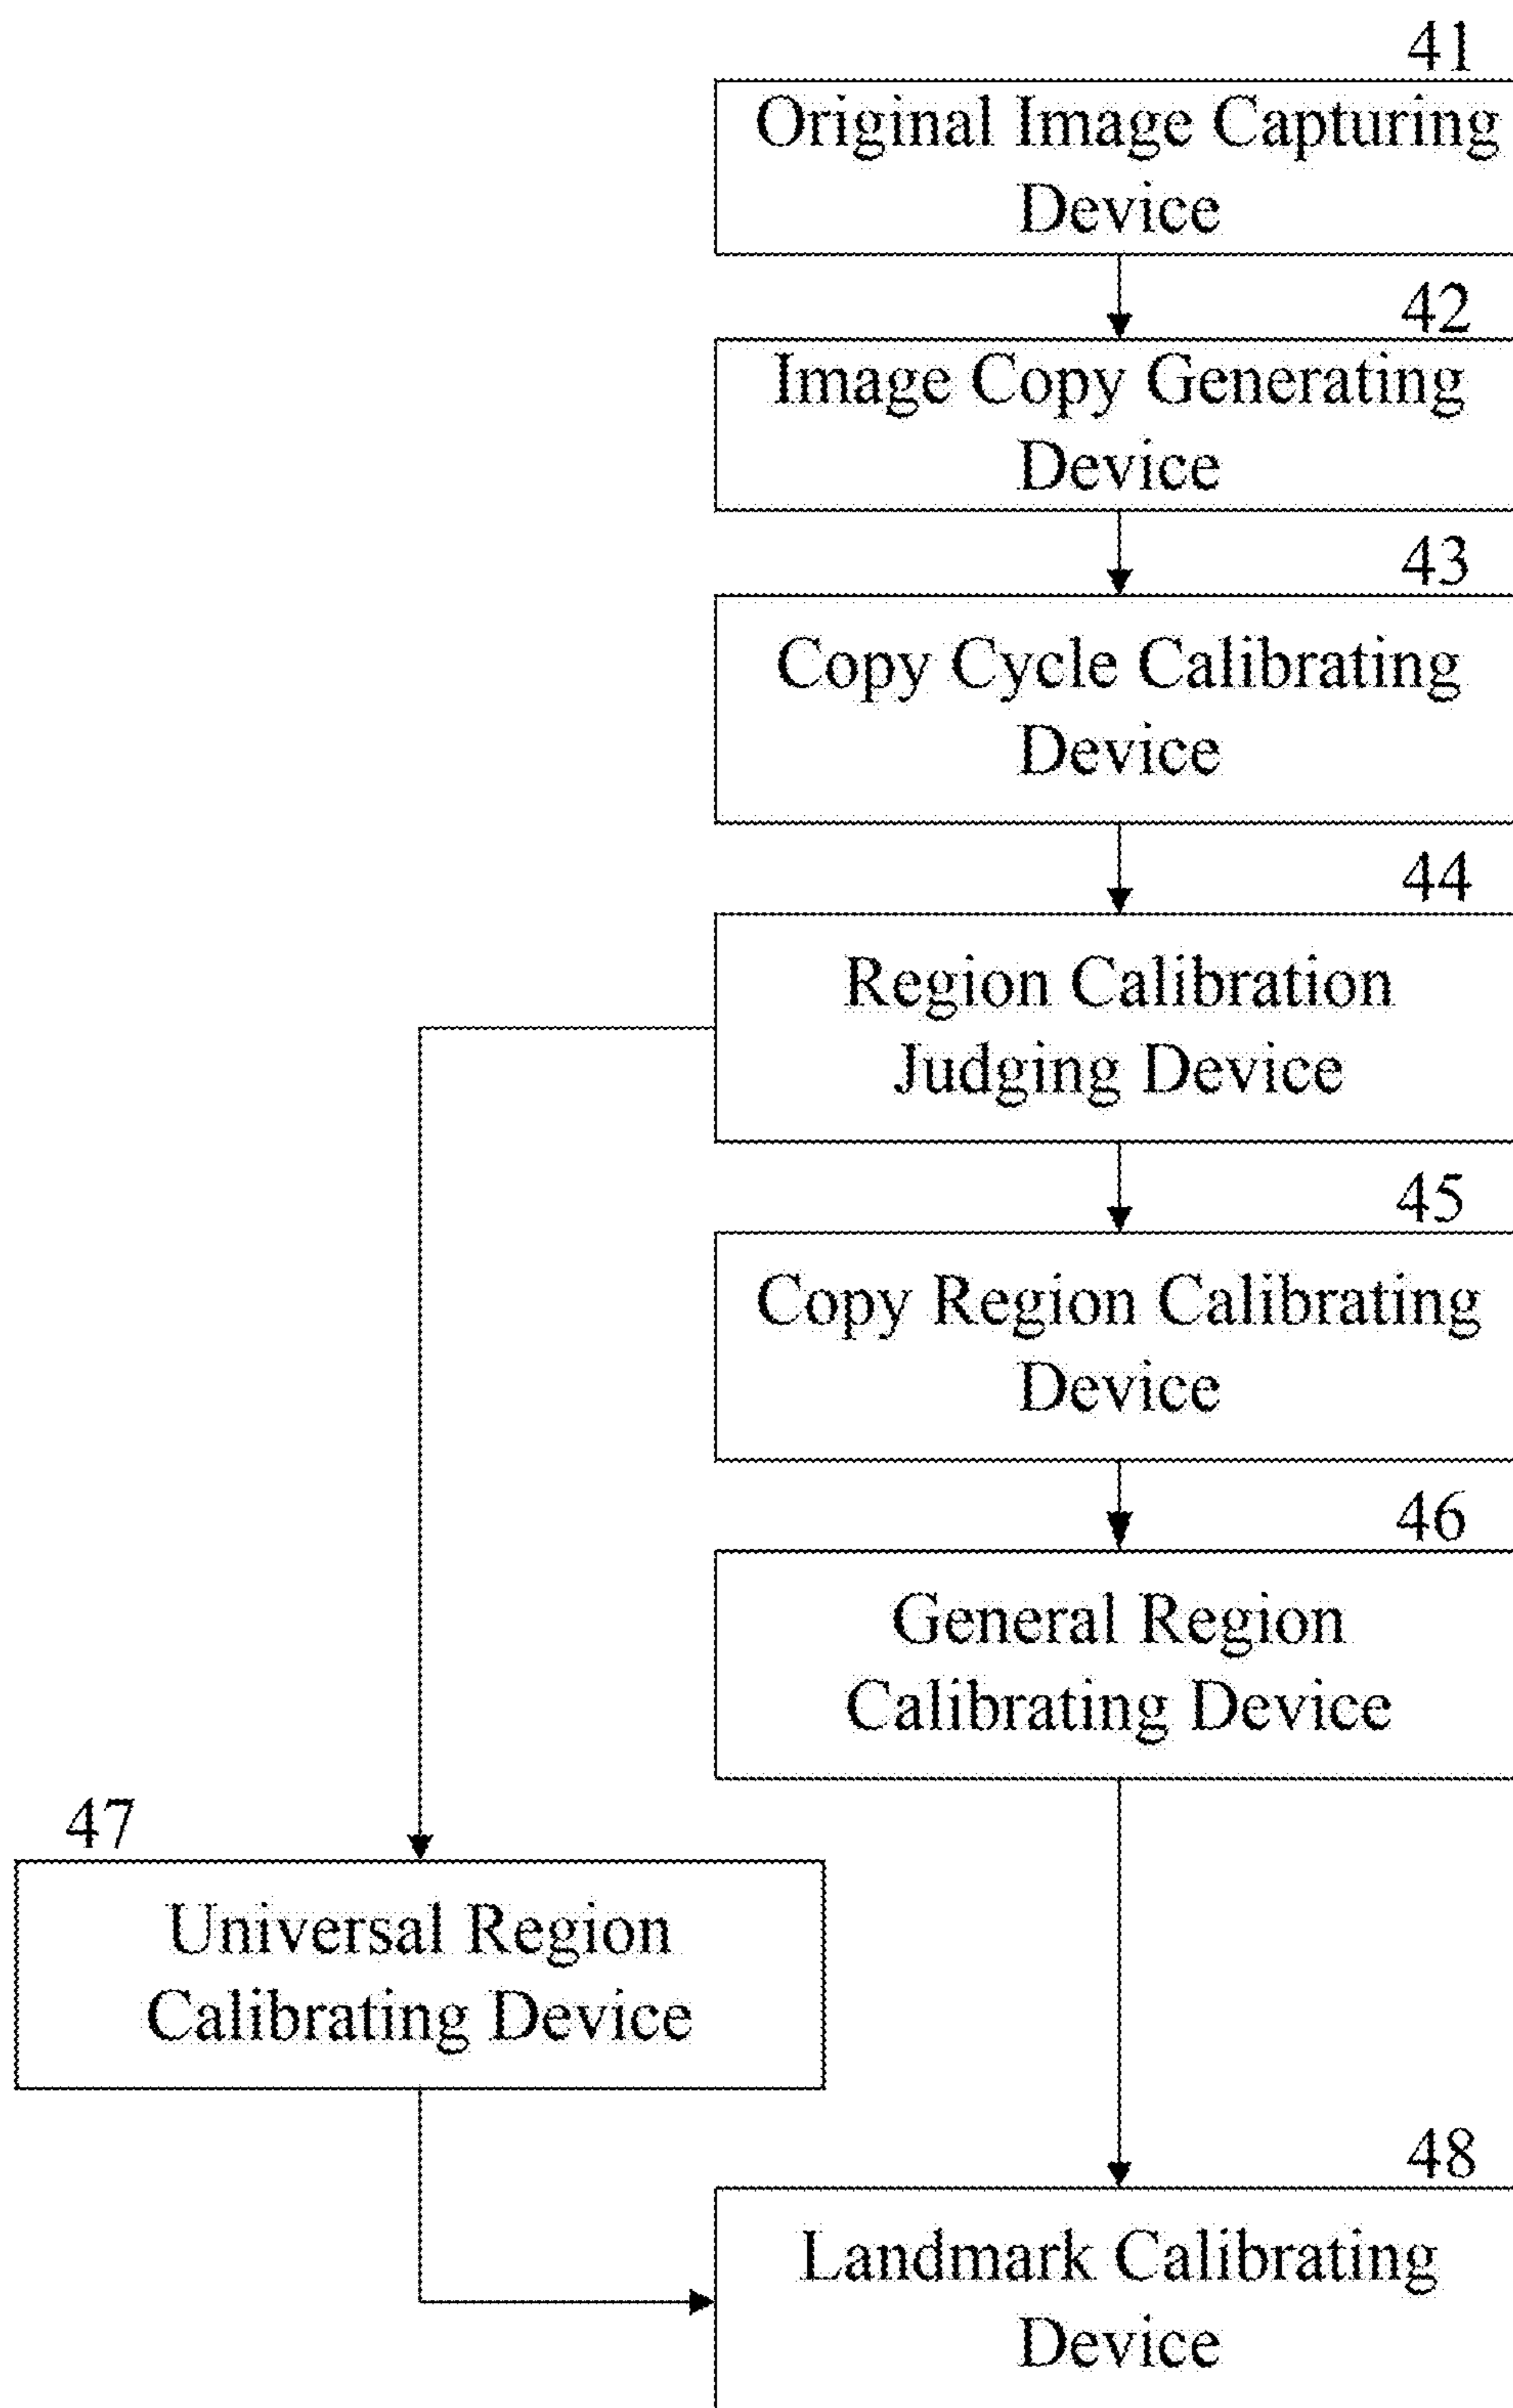 41
Original Image Capturing
Device
42
Image Copy Generating
Device
43
Copy Cycle Calibrating
Device
44
Region Calibration
Judging Device
45
Copy Region Calibrating
Device
46
General Region
Calibrating Device
47
Universal Region
Calibrating Device
48
Landmark Calibrating
Device